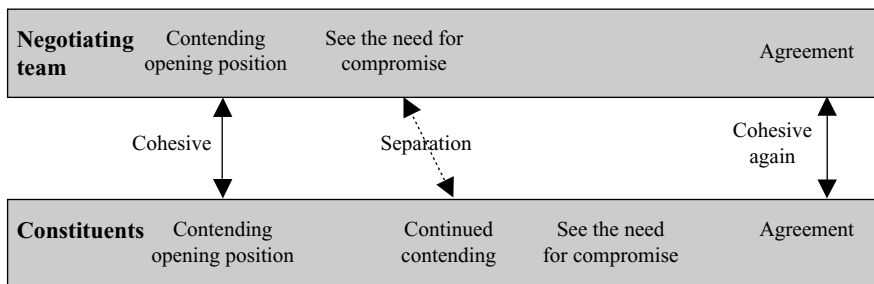 Negotiating team
Contending opening position
See the need for compromise
Agreement
Cohesive
Separation
Cohesive again
Constituents
Contending opening position
Continued contending
See the need for compromise
Agreement